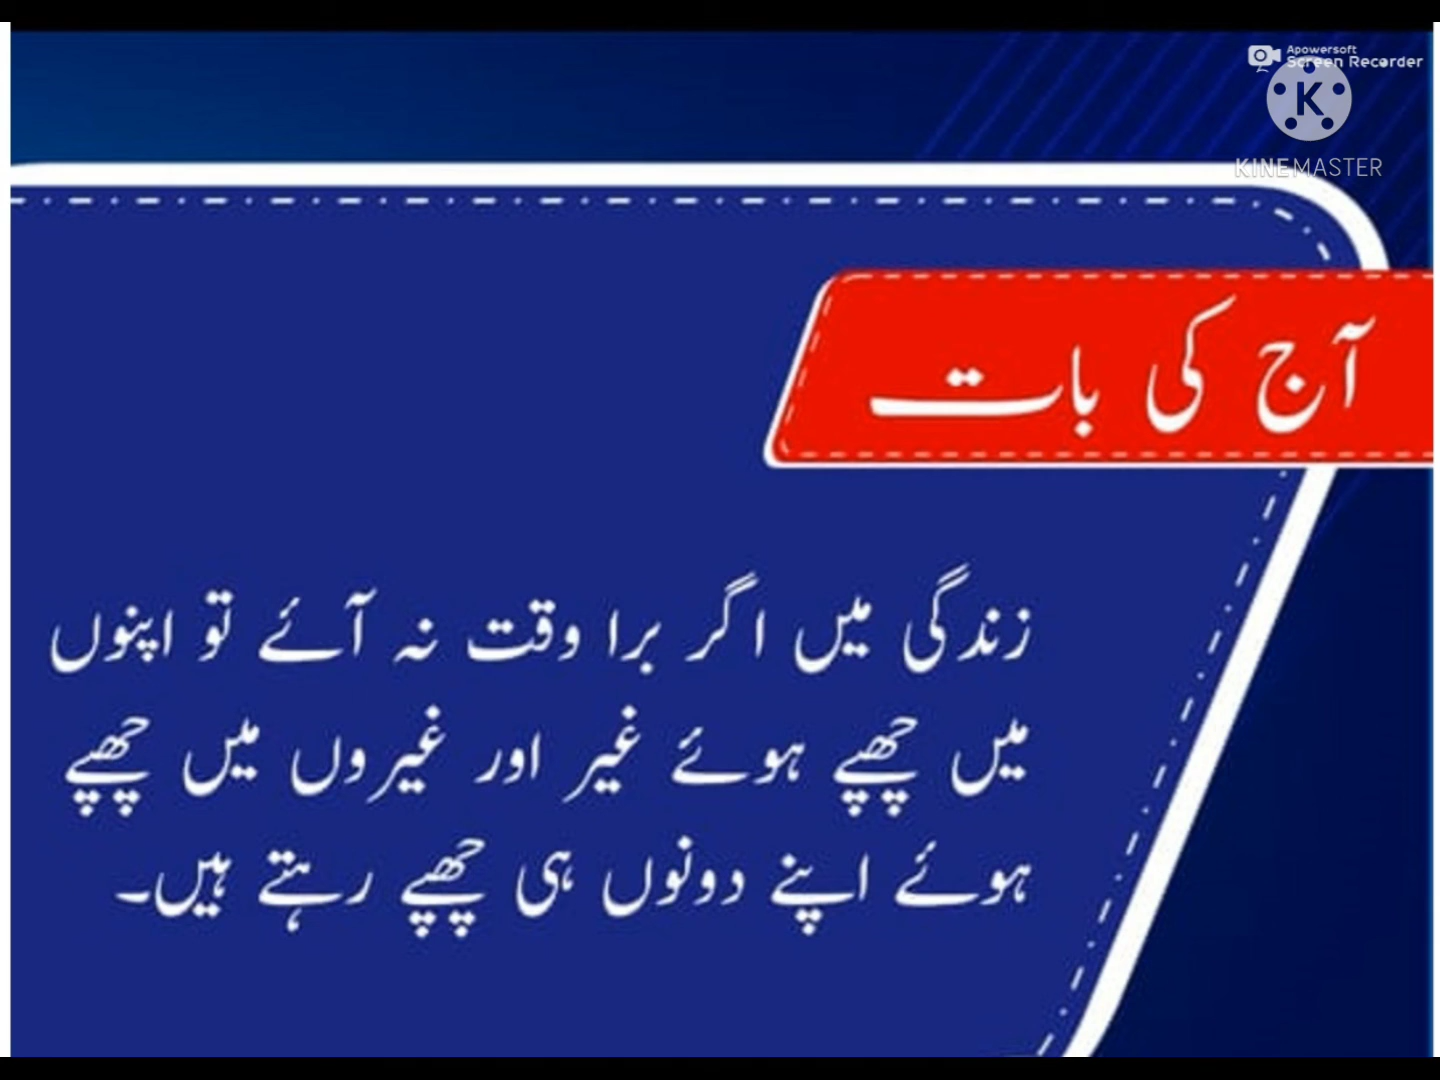 Apowersoft
Screen Recorder
K
KINEMASTER
آج کی بات
زندگی میں اگر برا وقت نہ آئے تو اپنوں
میں چھپے ہوئے غیر اور غیروں میں چھپے
ہوئے اپنے دونوں ہی چھپے رہتے ہیں۔